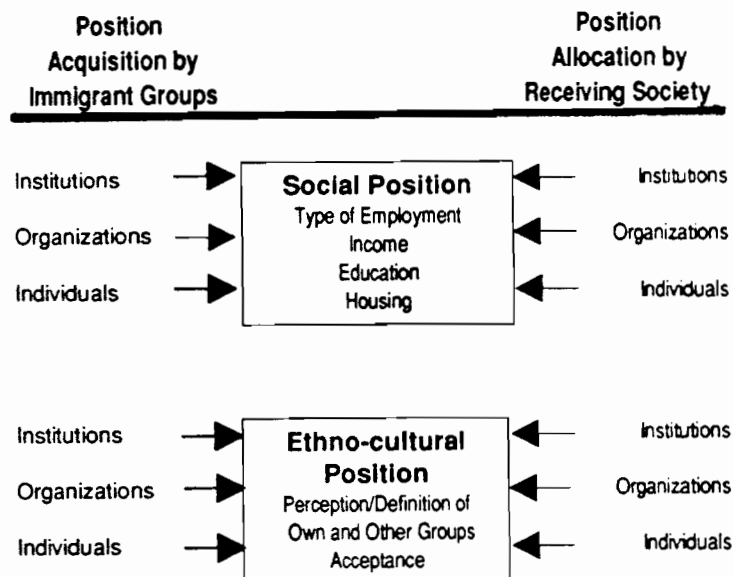 Position
Acquisition by
Immigrant Groups
Position
Allocation by
Receiving Society
Institutions
Organizations
Individuals
Social Position
Type of Employment
Income
Education
Housing
Institutions
Organizations
Individuals
Institutions
Organizations
Individuals
Ethno-cultural
Position
Perception/Definition of
Own and Other Groups
Acceptance
Institutions
Organizations
Individuals